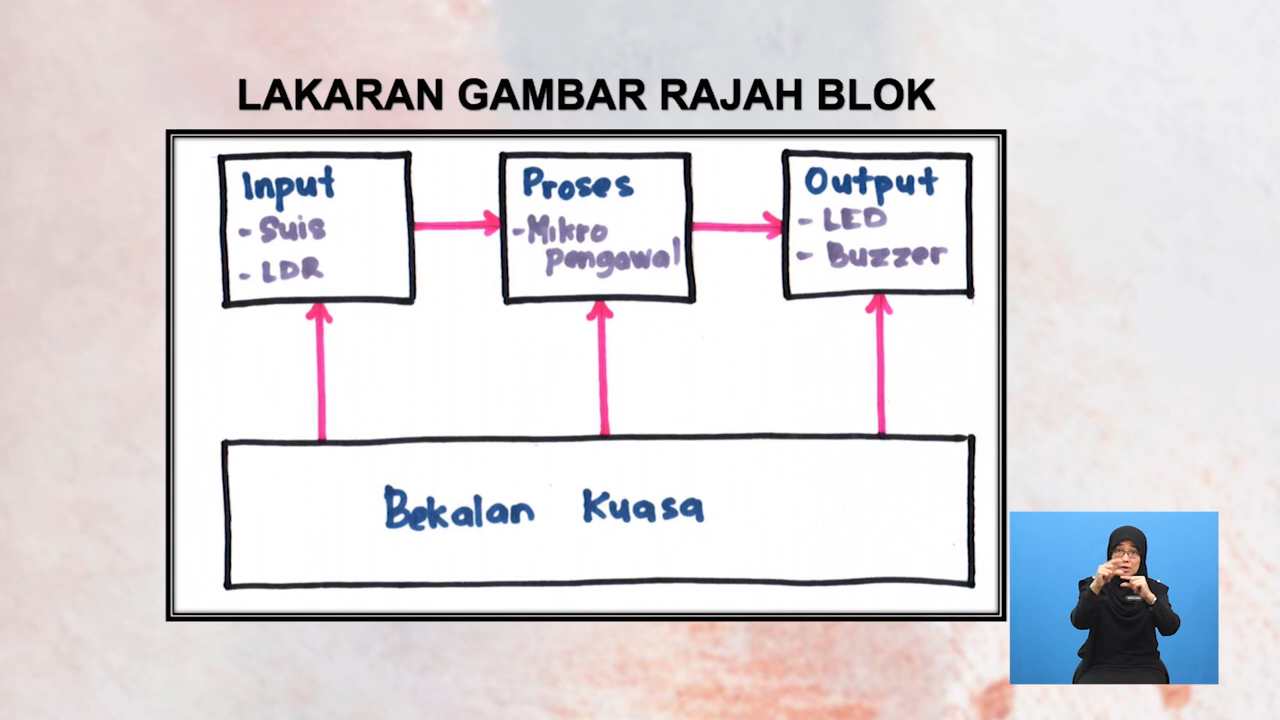 LAKARAN GAMBAR RAJAH BLOK
Input
- Suis
- LDR
Proses
- Mikro
pengawal
Output
- LED
- Buzzer
Bekalan Kuasa